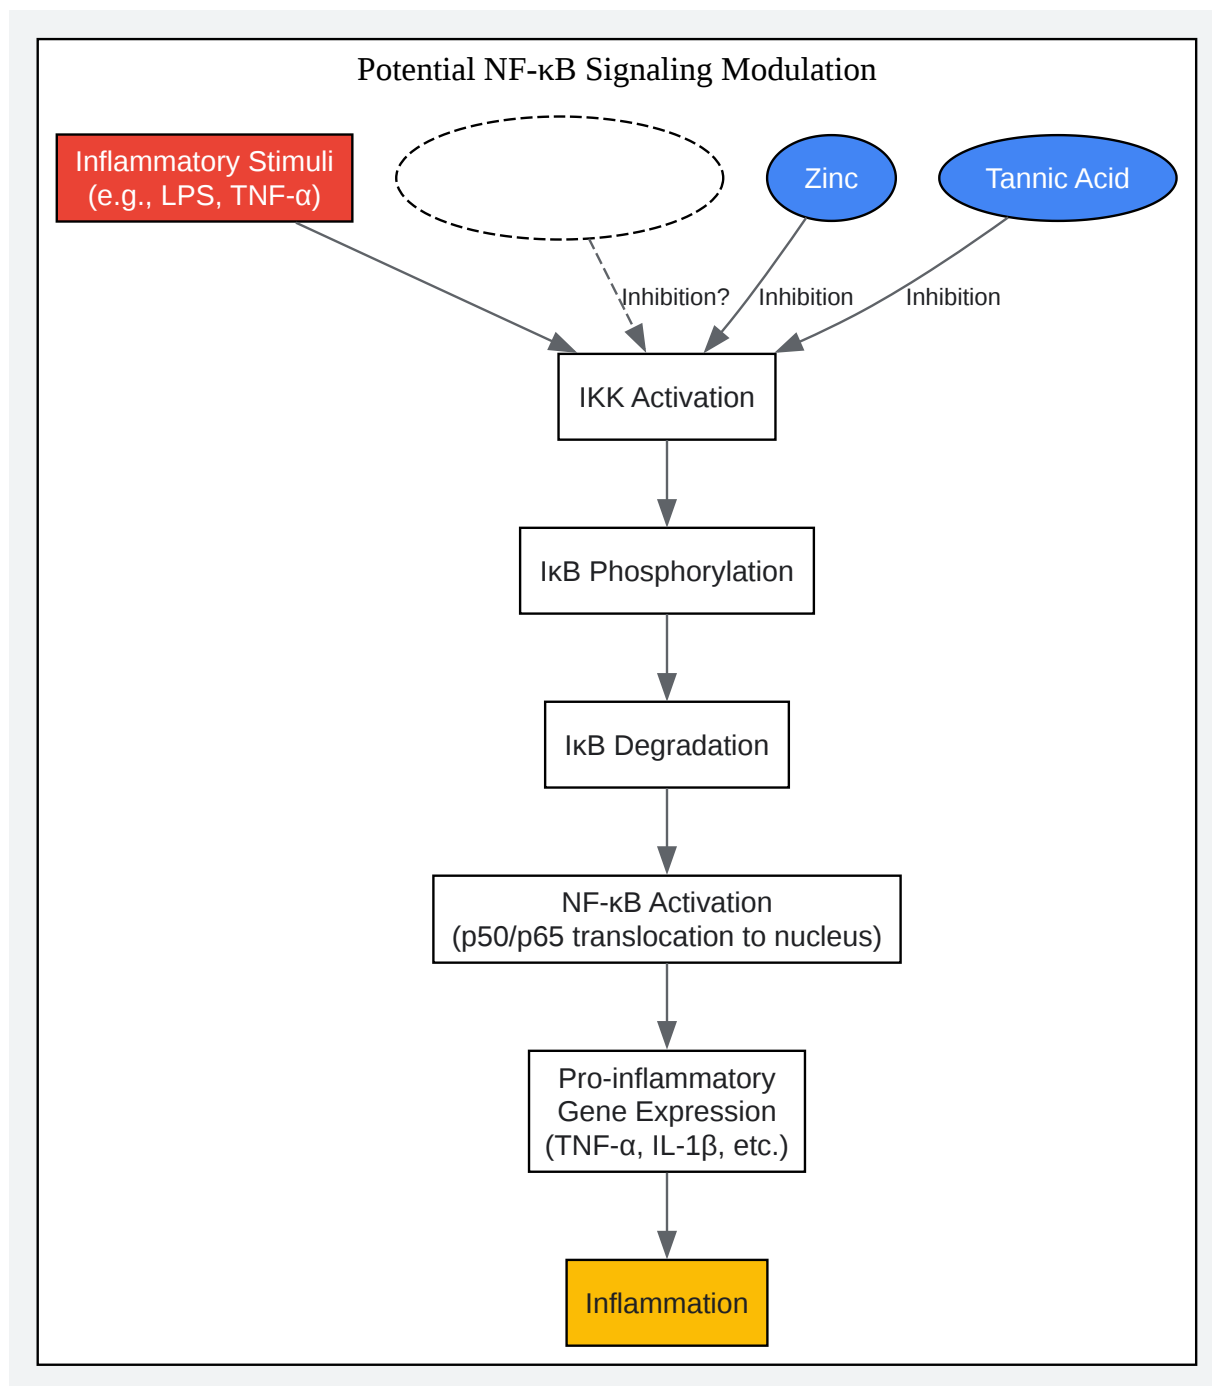 Potential NF-κB Signaling Modulation
Inflammatory Stimuli
(e.g., LPS, TNF-α)
Zinc
Tannic Acid
Inhibition?
Inhibition
Inhibition
IKK Activation
IκB Phosphorylation
IκB Degradation
NF-κB Activation
(p50/p65 translocation to nucleus)
Pro-inflammatory
Gene Expression
(TNF-α, IL-1β, etc.)
Inflammation